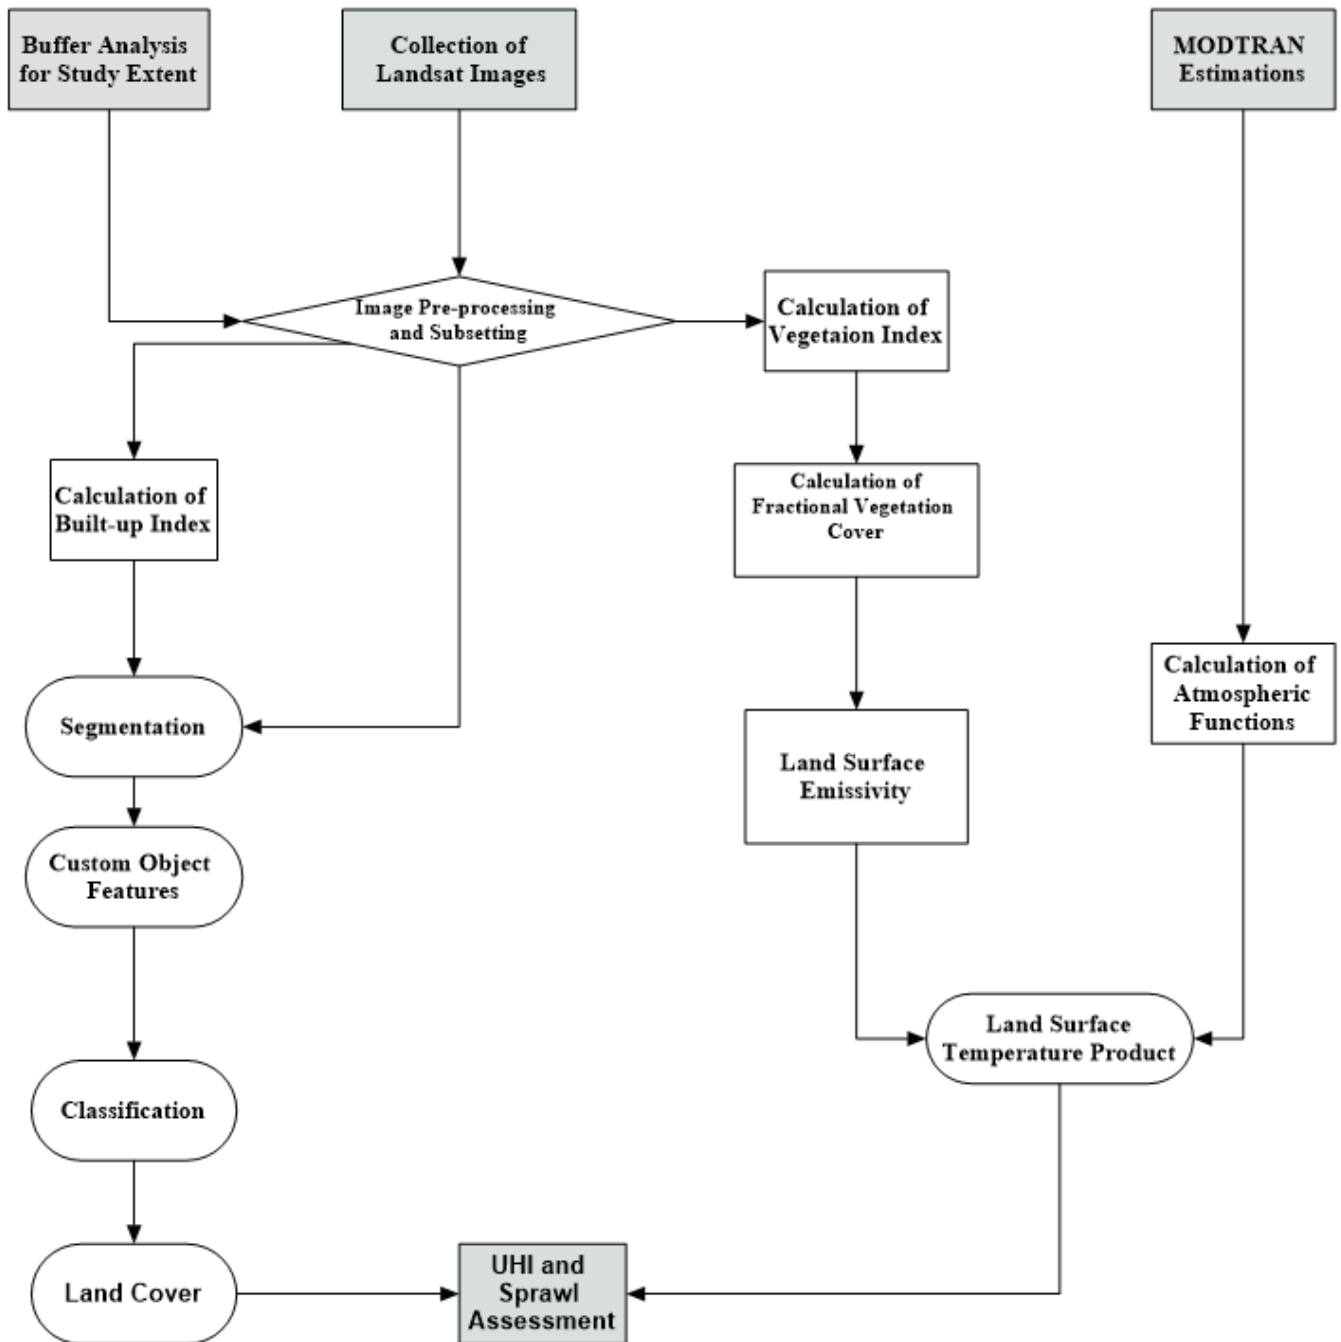 Buffer Analysis
for Study Extent
Collection of
Landsat Images
MODTRAN
Estimations
Image Pre-processing
and Subsetting
Calculation of
Vegetaion Index
Calculation of
Built-up Index
Calculation of
Fractional Vegetation
Cover
Segmentation
Land Surface
Emissivity
Calculation of
Atmospheric
Functions
Custom Object
Features
Land Surface
Temperature Product
Classification
Land Cover
UHI and
Sprawl
Assessment